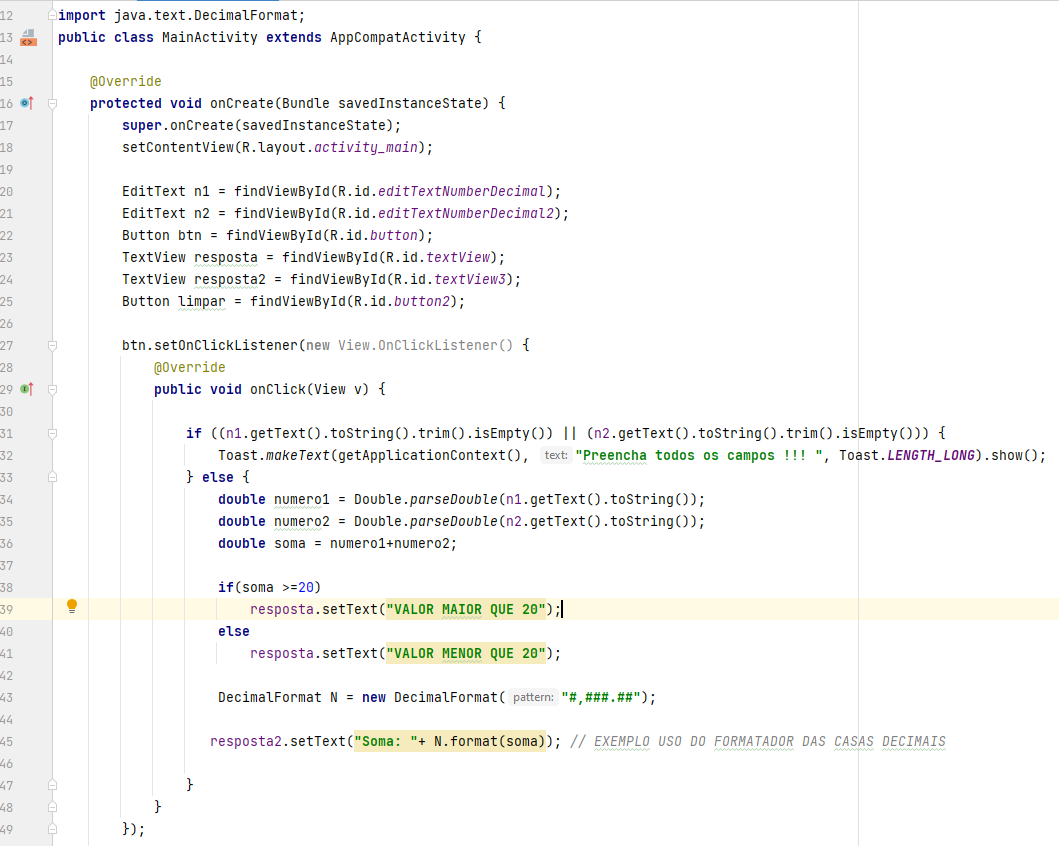 12 import java.text.DecimalFormat;
13 public class MainActivity extends AppCompatActivity {
14
15 @Override
16 protected void onCreate(Bundle savedInstanceState) {
17 super.onCreate(savedInstanceState);
18 setContentView(R.layout.activity_main);
19
20 EditText n1 = findViewById(R.id.editTextNumberDecimal);
21 EditText n2 = findViewById(R.id.editTextNumberDecimal2);
22 Button btn = findViewById(R.id.button);
23 TextView resposta = findViewById(R.id.textView);
24 TextView resposta2 = findViewById(R.id.textView3);
25 Button limpar = findViewById(R.id.button2);
26
27 btn.setOnClickListener(new View.OnClickListener() {
28 @Override
29 public void onClick(View v) {
30
31 if ((n1.getText().toString().trim().isEmpty()) || (n2.getText().toString().trim().isEmpty())) {
32 Toast.makeText(getApplicationContext(), text: "Preencha todos os campos !!! ", Toast.LENGTH_LONG).show();
33 } else {
34 double numero1 = Double.parseDouble(n1.getText().toString());
35 double numero2 = Double.parseDouble(n2.getText().toString());
36 double soma = numero1+numero2;
37
38 if(soma >=20)
39 resposta.setText("VALOR MAIOR QUE 20");
40 else
41 resposta.setText("VALOR MENOR QUE 20");
42
43 DecimalFormat N = new DecimalFormat( pattern: "#,###.##");
44
45 resposta2.setText("Soma: "+ N.format(soma)); // EXEMPLO USO DO FORMATADOR DAS CASAS DECIMAIS
46
47 }
48 }
49 });